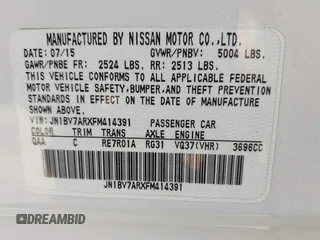 MANUFACTURED BY NISSAN MOTOR CO.,LTD.
DATE: 07/15 GVWR/PNBV: 5004 LBS.
GAWR/PNBE FR: 2524 LBS. RR: 2513 LBS.
THIS VEHICLE CONFORMS TO ALL APPLICABLE FEDERAL
MOTOR VEHICLE SAFETY,BUMPER,AND THEFT PREVENTION
STANDARDS IN EFFECT ON THE DATE OF MANUFACTURE
SHOWN ABOVE.
VIN: JN1BV7ARXFM414391 PASSENGER CAR
COLOR TRIM TRANS AXLE ENGINE
QAA C RE7R01A RG31 VQ37(VHR) 3696CC
JN1BV7ARXFM414391
DREAMBID